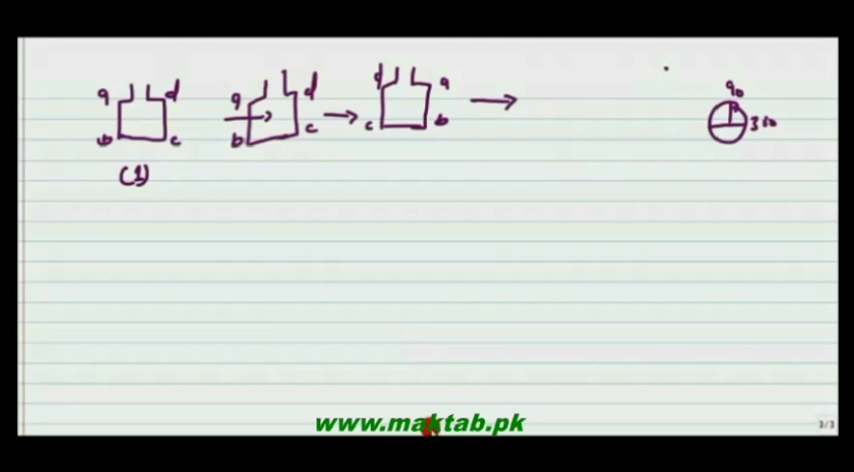 a d a d d a 90
b c b c c b 360
(1)
www.maktab.pk
3/3